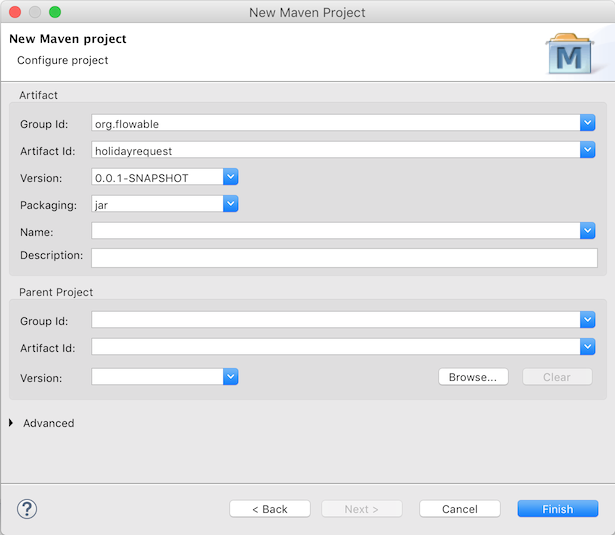 New Maven Project
New Maven project
Configure project
M
Artifact
Group Id: org.flowable
Artifact Id: holidayrequest
Version: 0.0.1-SNAPSHOT
Packaging: jar
Name:
Description:
Parent Project
Group Id:
Artifact Id:
Version: Browse... Clear
Advanced
? < Back Next > Cancel Finish